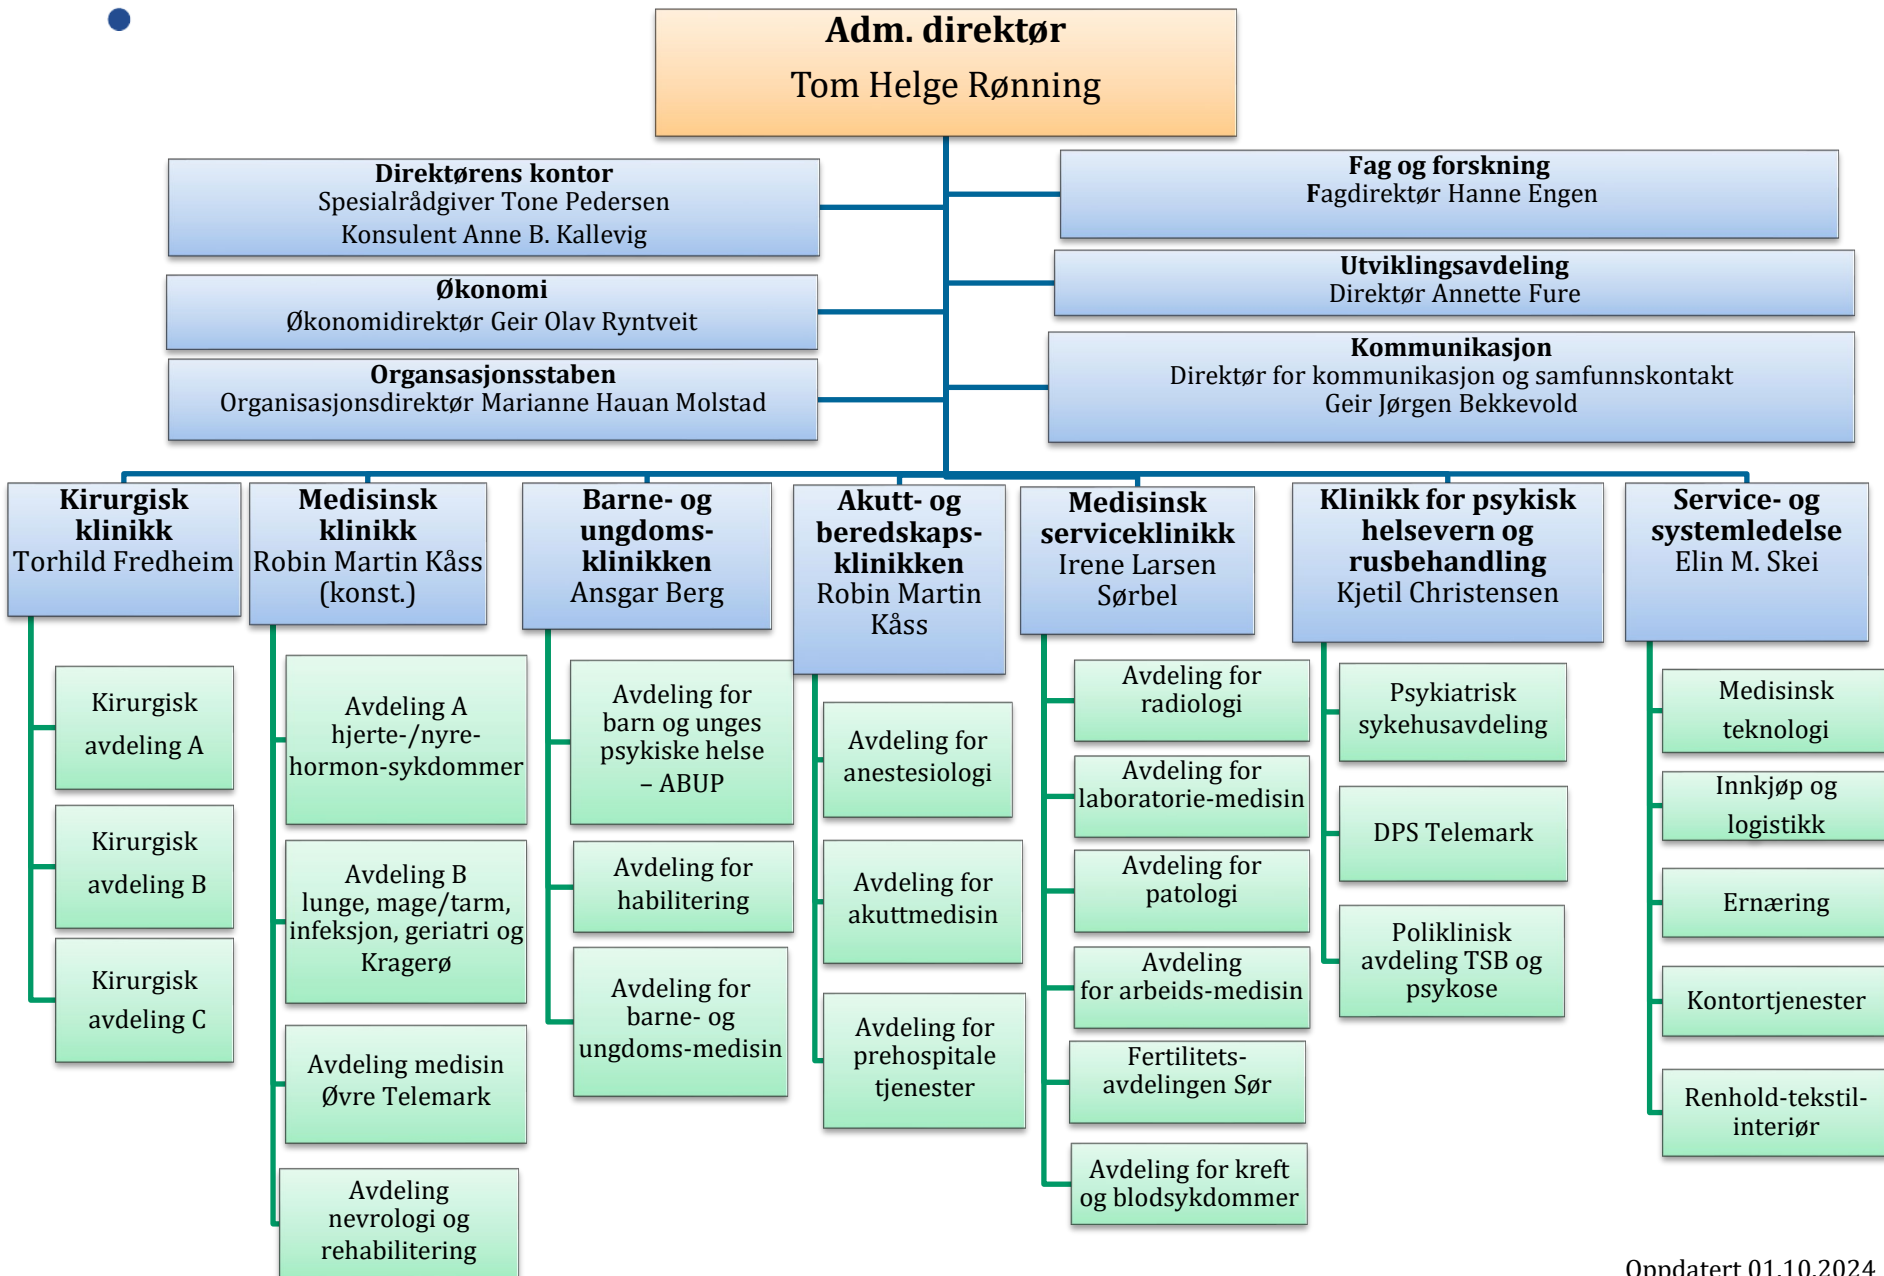 Adm. direktør
Tom Helge Rønning
Direktørens kontor
Spesialrådgiver Tone Pedersen
Konsulent Anne B. Kallevig
Fag og forskning
Fagdirektør Hanne Engen
Økonomi
Økonomidirektør Geir Olav Ryntveit
Utviklingsavdeling
Direktør Annette Fure
Organsasjonsstaben
Organisasjonsdirektør Marianne Hauan Molstad
Kommunikasjon
Direktør for kommunikasjon og samfunnskontakt
Geir Jørgen Bekkevold
Kirurgisk
klinikk
Torhild Fredheim
Kirurgisk
avdeling A
Kirurgisk
avdeling B
Kirurgisk
avdeling C
Medisinsk
klinikk
Robin Martin Kåss
(konst.)
Avdeling A
hjerte-/nyre-
hormon-sykdommer
Avdeling B
lunge, mage/tarm,
infeksjon, geriatri og
Kragerø
Avdeling medisin
Øvre Telemark
Avdeling
nevrologi og
rehabilitering
Barne- og
ungdoms-
klinikken
Ansgar Berg
Avdeling for
barn og unges
psykiske helse
– ABUP
Avdeling for
habilitering
Avdeling for
barne- og
ungdoms-medisin
Akutt- og
beredskaps-
klinikken
Robin Martin
Kåss
Avdeling for
anestesiologi
Avdeling for
akuttmedisin
Avdeling for
prehospitale
tjenester
Medisinsk
serviceklinikk
Irene Larsen
Sørbel
Avdeling for
radiologi
Avdeling for
laboratorie-medisin
Avdeling for
patologi
Avdeling
for arbeids-medisin
Fertilitets-
avdelingen Sør
Avdeling for kreft
og blodsykdommer
Klinikk for psykisk
helsevern og
rusbehandling
Kjetil Christensen
Psykiatrisk
sykehusavdeling
DPS Telemark
Poliklinisk
avdeling TSB og
psykose
Service- og
systemledelse
Elin M. Skei
Medisinsk
teknologi
Innkjøp og
logistikk
Ernæring
Kontortjenester
Renhold-tekstil-
interiør
Oppdatert 01.10.2024